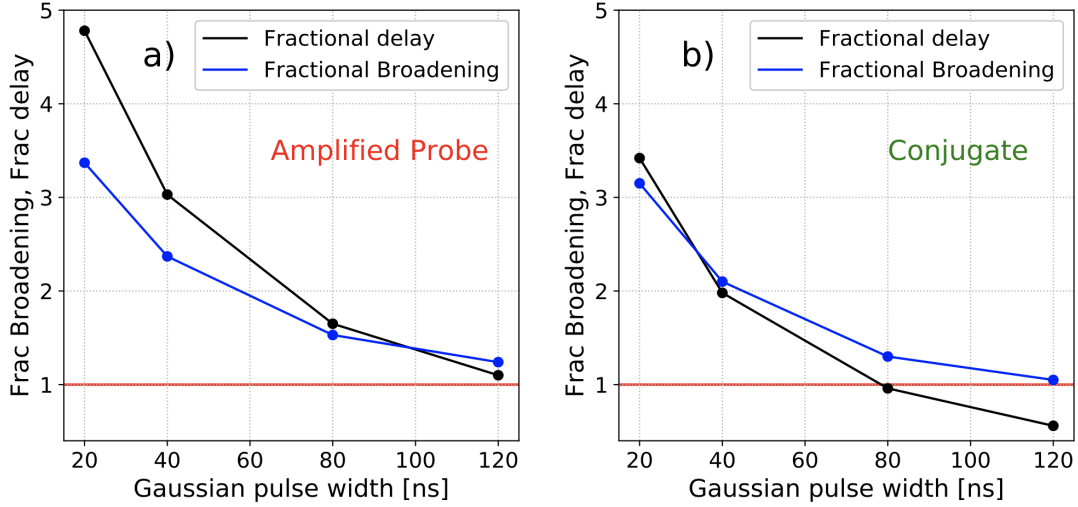 5
4
3
2
1
20
40
60
80
100
120
Frac Broadening, Frac delay
Gaussian pulse width [ns]
a)
Fractional delay
Fractional Broadening
Amplified Probe
5
4
3
2
1
20
40
60
80
100
120
Frac Broadening, Frac delay
Gaussian pulse width [ns]
b)
Fractional delay
Fractional Broadening
Conjugate